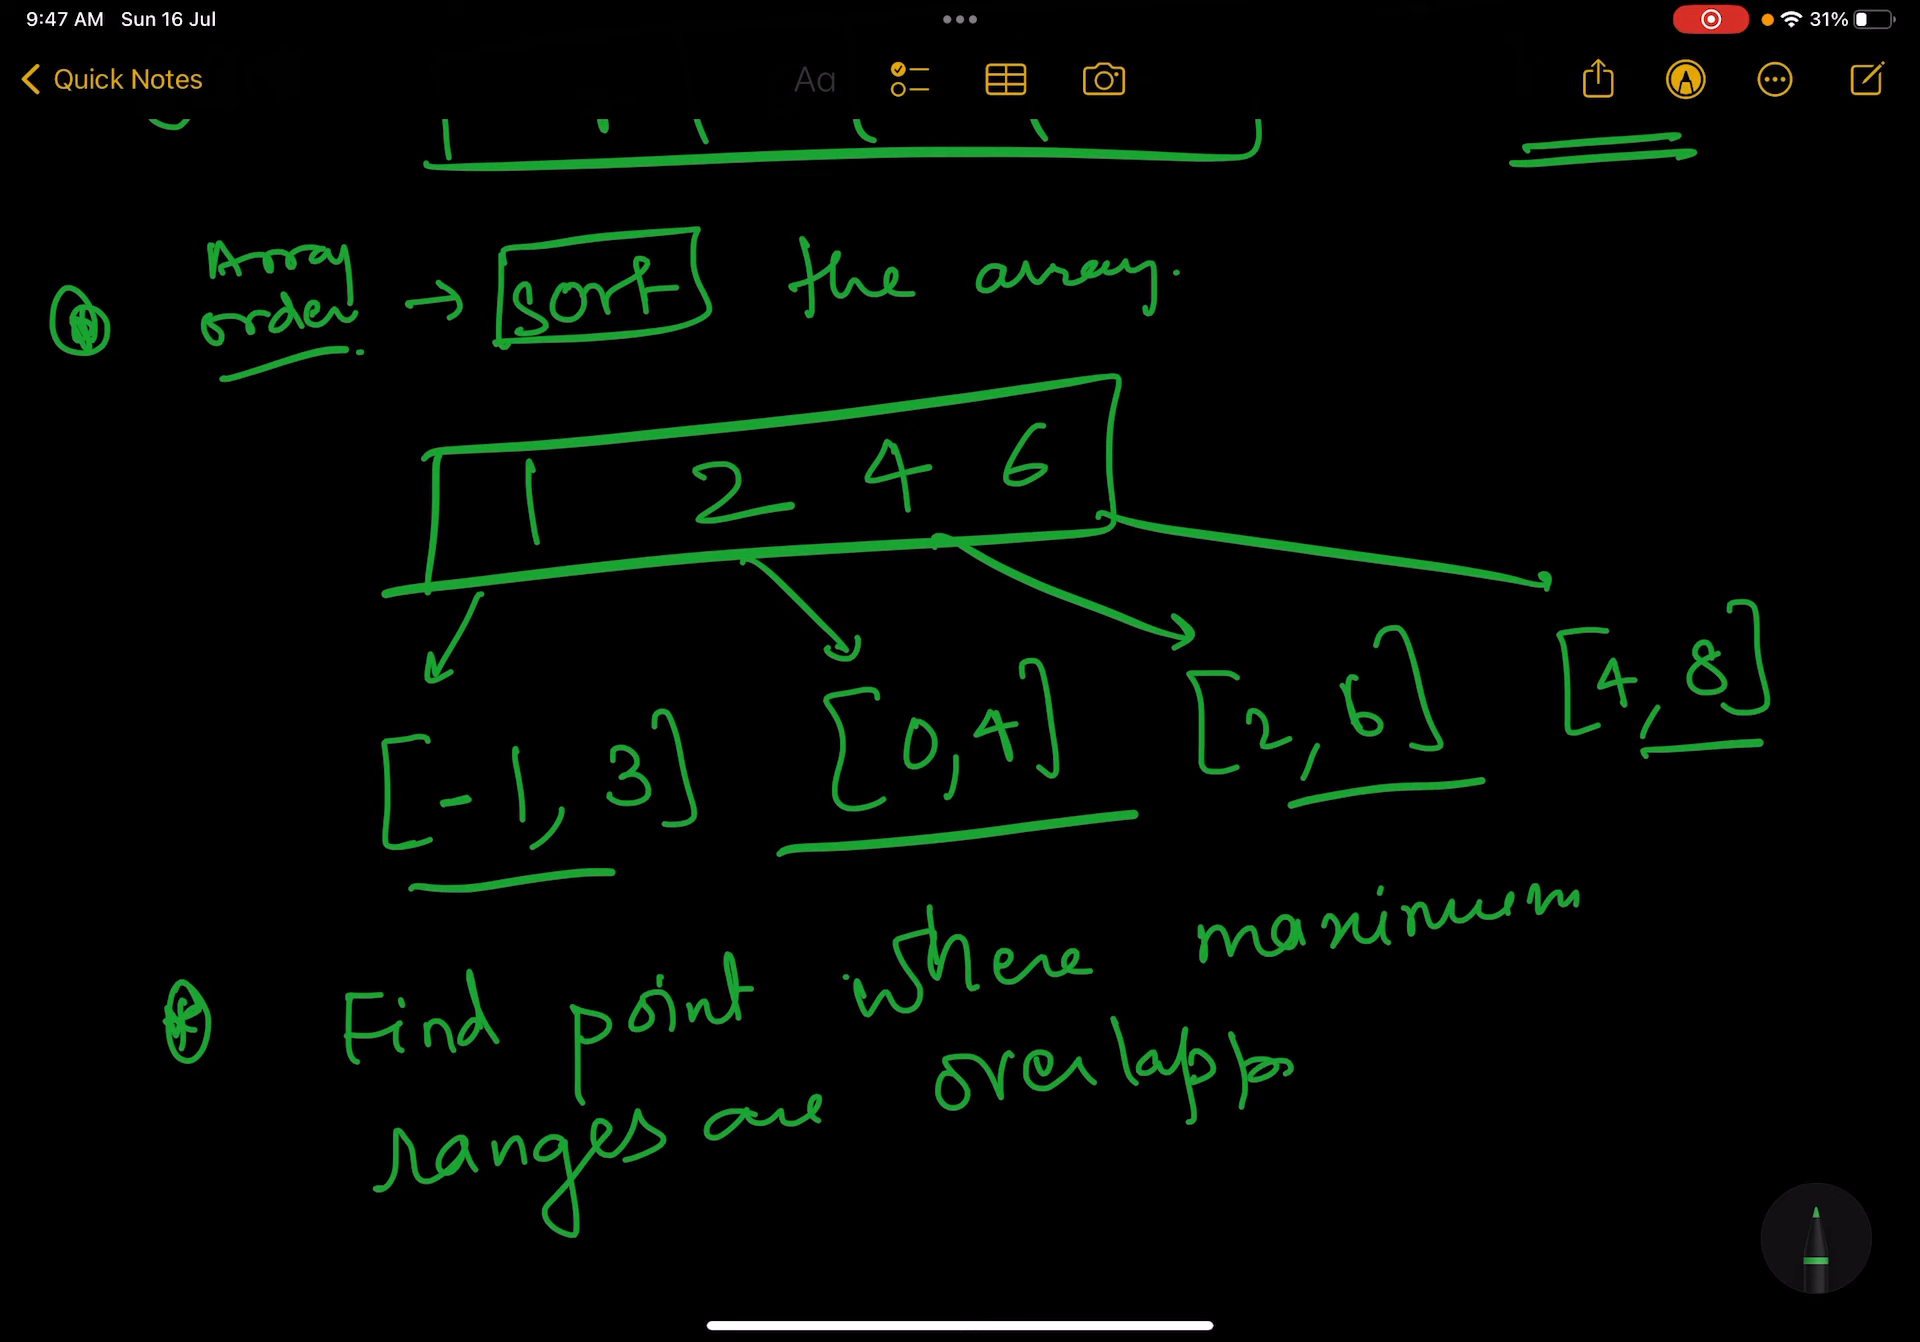 9:47 AM Sun 16 Jul
31%
Quick Notes
Aa
Array
order → sort the array.
1 2 4 6
[-1, 3] [0,4] [2, 6] [4, 8]
Find point where maximum
ranges are overlapps